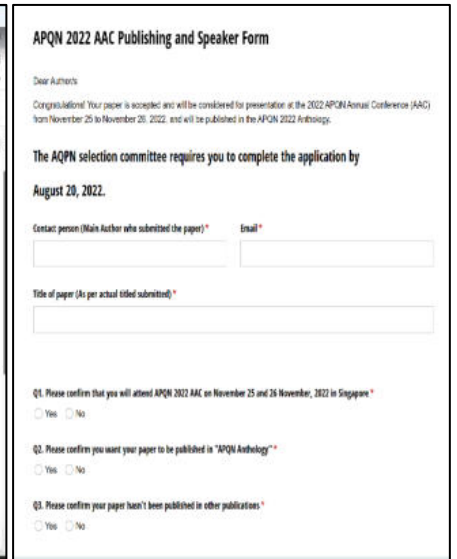 APQN 2022 AAC Publishing and Speaker Form
Dear Author/s
Congratulations! Your paper is accepted and will be considered for presentation at the 2022 APQN Annual Conference (AAC)
from November 25 to November 26, 2022, and will be published in the APQN 2022 Anthology.
The AQPN selection committee requires you to complete the application by
August 20, 2022.
Contact person (Main Author who submitted the paper) * Email *
Title of paper (As per actual titled submitted) *
Q1. Please confirm that you will attend APQN 2022 AAC on November 25 and 26 November, 2022 in Singapore *
Yes No
Q2. Please confirm you want your paper to be published in "APQN Anthology" *
Yes No
Q3. Please confirm your paper hasn't been published in other publications *
Yes No